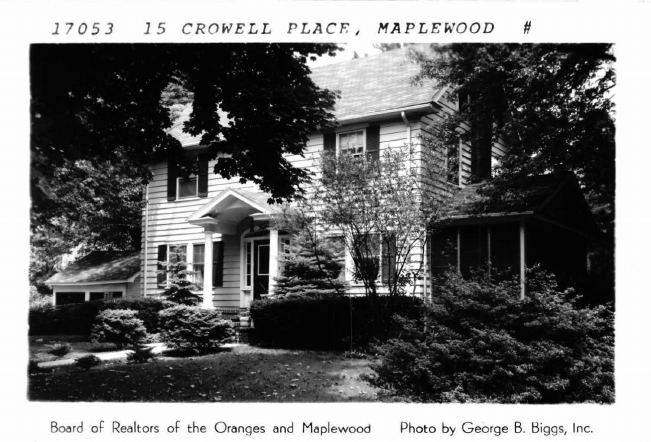 17053 15 CROWELL PLACE, MAPLEWOOD #
Board of Realtors of the Oranges and Maplewood Photo by George B. Biggs, Inc.